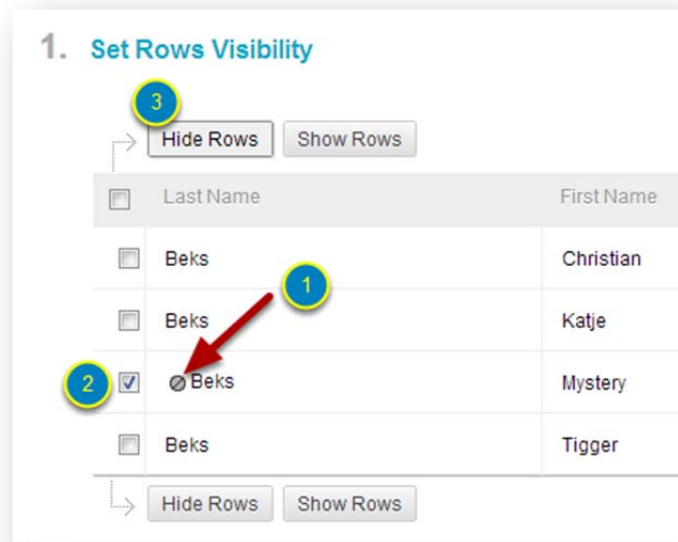 1. Set Rows Visibility
3
Hide Rows Show Rows
Last Name First Name
Beks Christian
1
Beks Katje
2 Beks Mystery
Beks Tigger
Hide Rows Show Rows